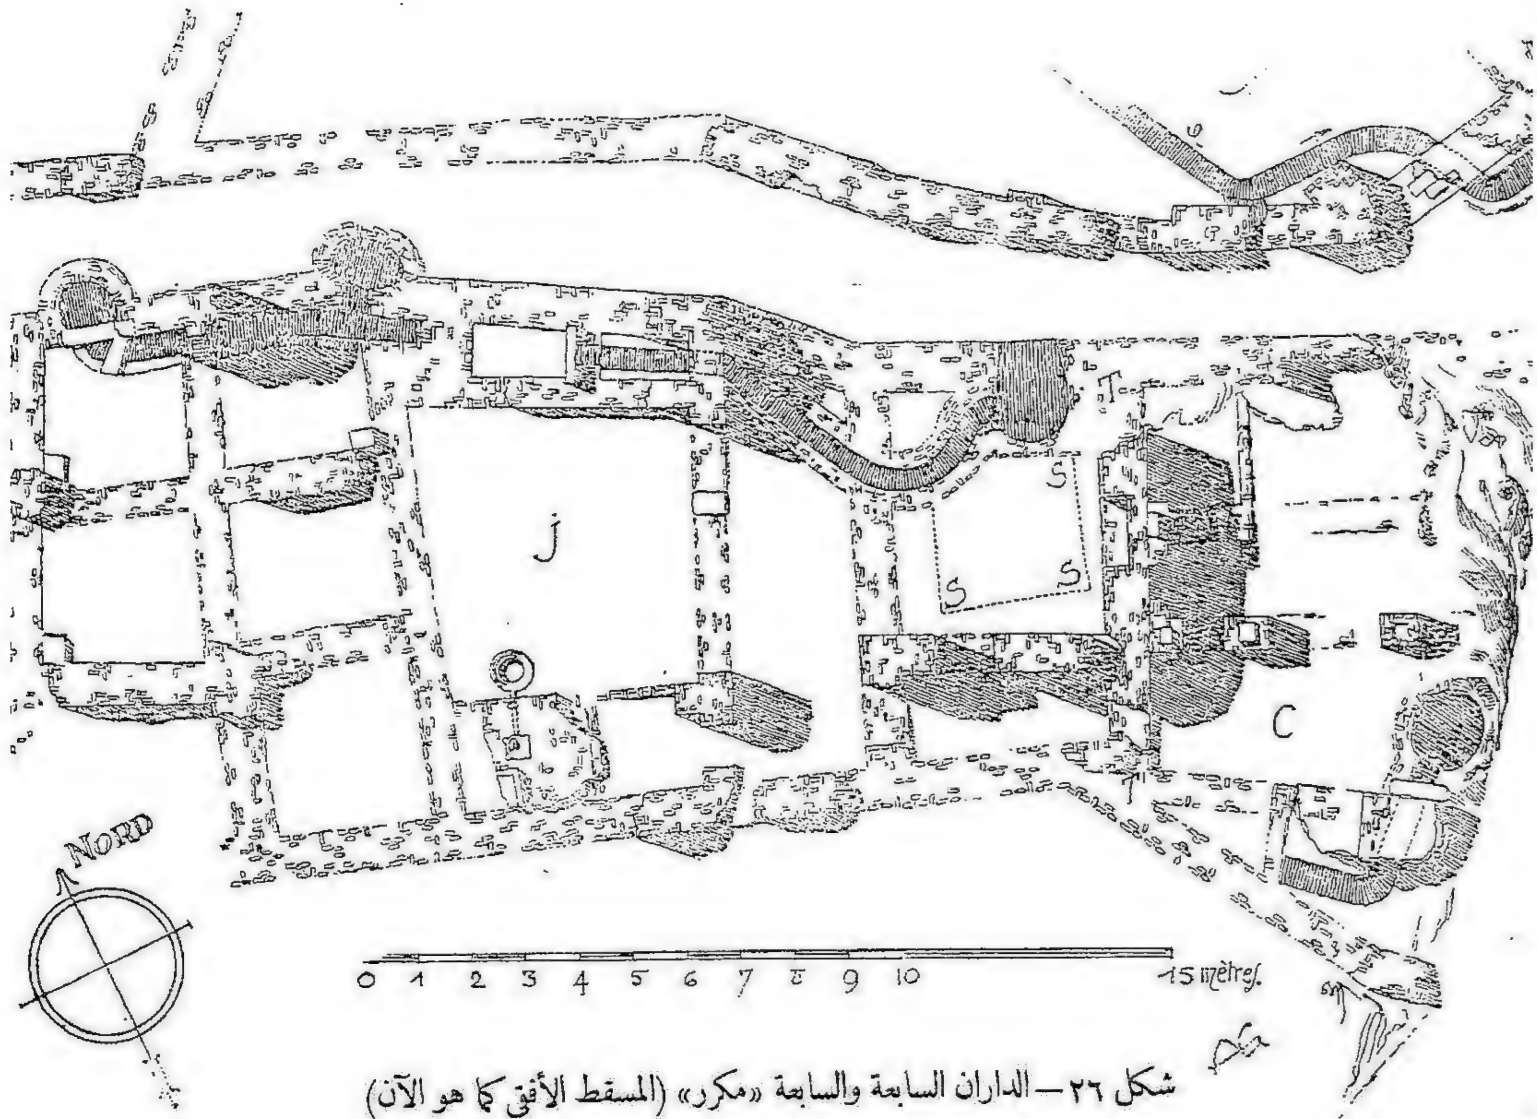 T
S
j
S
S
C
T
NORD
0 1 2 3 4 5 6 7 8 9 10 15 mètres.
شكل ٢٦ — الداران السابعة والسابعة «مكرر» (المسقط الأفقى كما هو الآن)